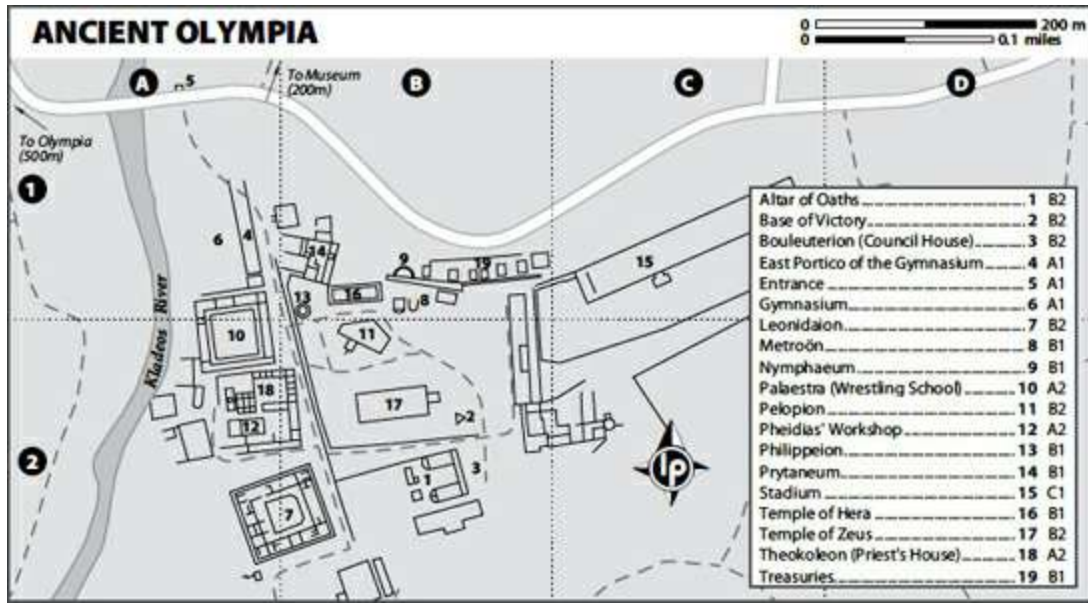 ANCIENT OLYMPIA
0 200 m
0 0.1 miles
A
5
To Museum
(200m)
B
C
D
To Olympia
(500m)
1
6
4
14
9
19
15
13
16
8
Kladeos River
10
11
18
17
2
12
2
3
1
7
lp
Altar of Oaths 1 B2
Base of Victory 2 B2
Bouleuterion (Council House) 3 B2
East Portico of the Gymnasium 4 A1
Entrance 5 A1
Gymnasium 6 A1
Leonidaion 7 B2
Metroön 8 B1
Nymphaeum 9 B1
Palaestra (Wrestling School) 10 A2
Pelopion 11 B2
Pheidias' Workshop 12 A2
Philippeion 13 B1
Prytaneum 14 B1
Stadium 15 C1
Temple of Hera 16 B1
Temple of Zeus 17 B2
Theokoleon (Priest's House) 18 A2
Treasuries 19 B1